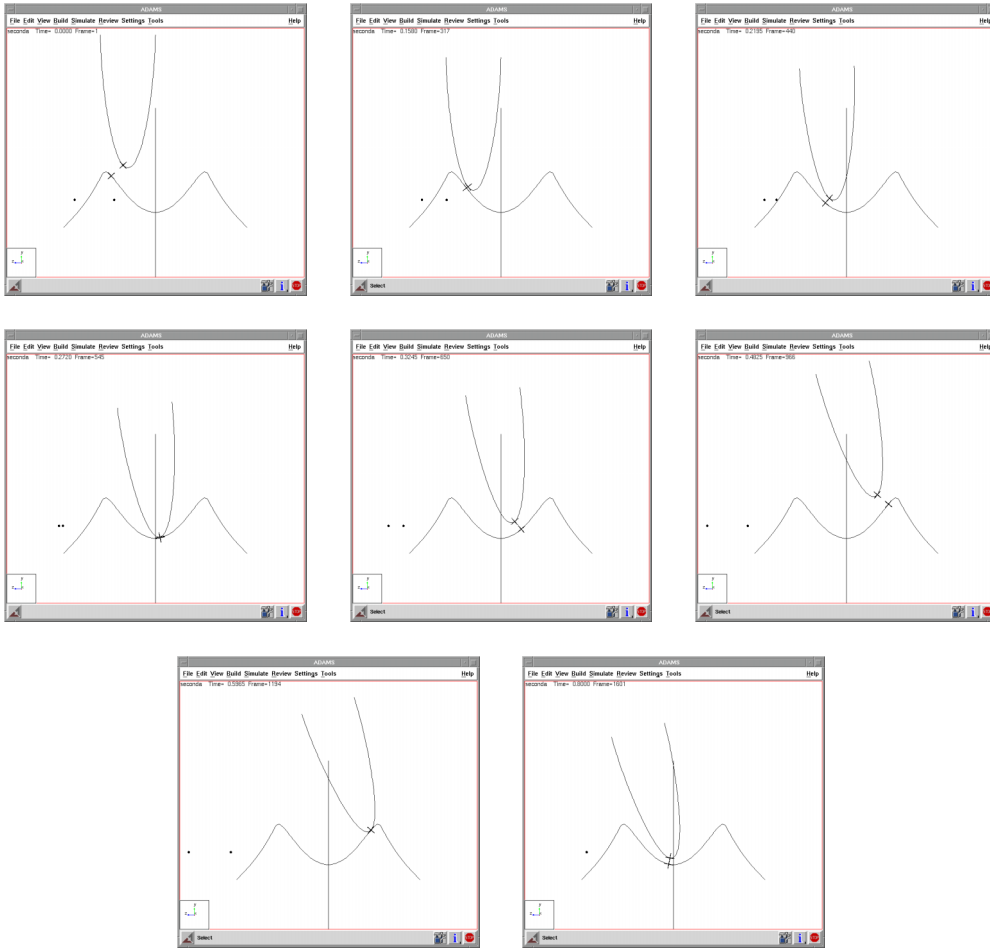 ADAMS
File Edit View Build Simulate Review Settings Tools Help
seconda Time= 0.0000 Frame=1
ADAMS
File Edit View Build Simulate Review Settings Tools Help
seconda Time= 0.1580 Frame=317
Select
ADAMS
File Edit View Build Simulate Review Settings Tools Help
seconda Time= 0.2195 Frame=440
ADAMS
File Edit View Build Simulate Review Settings Tools Help
seconda Time= 0.2720 Frame=545
ADAMS
File Edit View Build Simulate Review Settings Tools Help
seconda Time= 0.3245 Frame=650
Select
ADAMS
File Edit View Build Simulate Review Settings Tools Help
seconda Time= 0.4825 Frame=966
Select
ADAMS
File Edit View Build Simulate Review Settings Tools Help
seconda Time= 0.5965 Frame=1194
Select
ADAMS
File Edit View Build Simulate Review Settings Tools Help
seconda Time= 0.8000 Frame=1601
Select